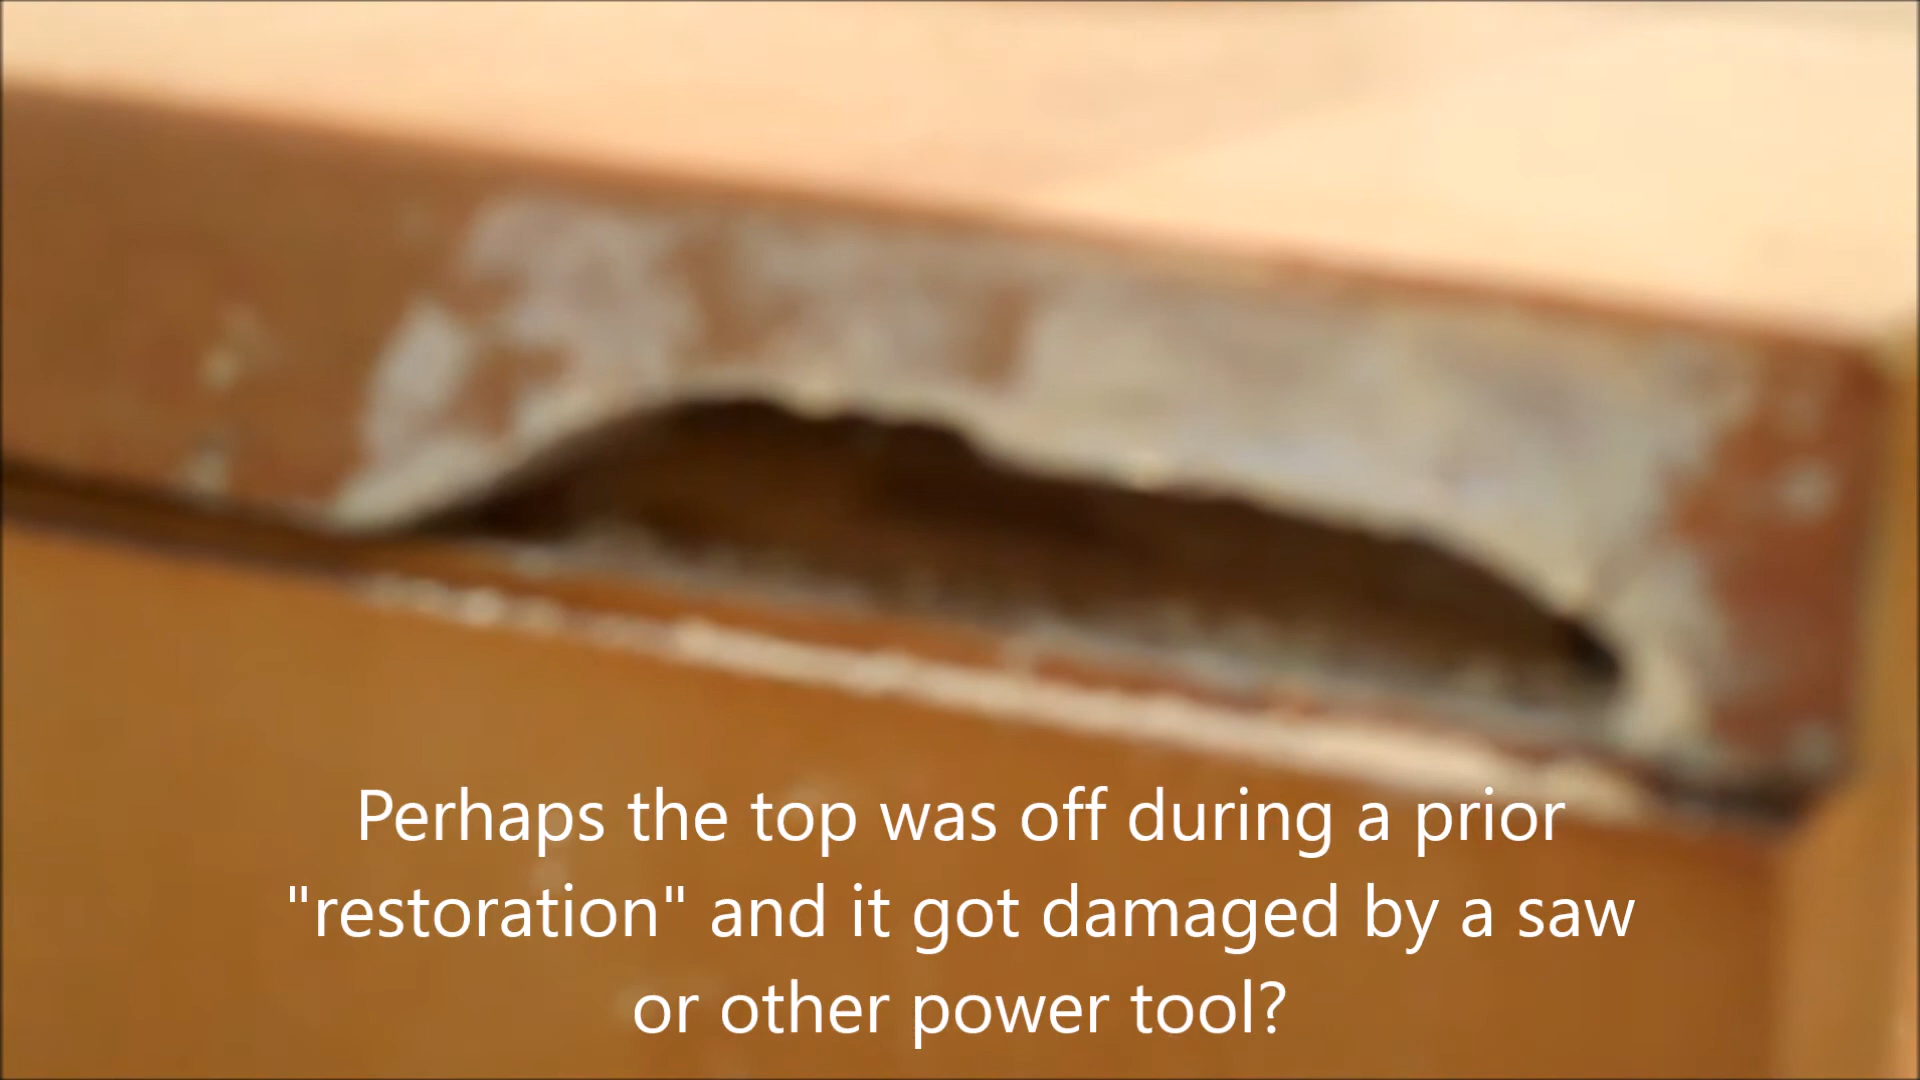 Perhaps the top was off during a prior
"restoration" and it got damaged by a saw
or other power tool?